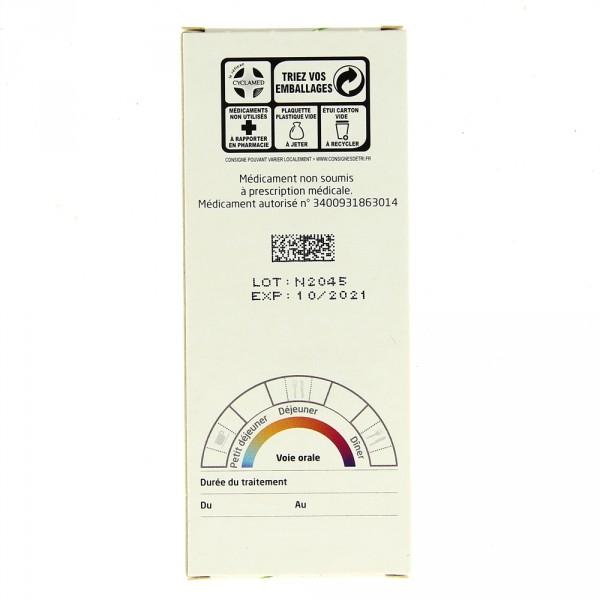 le réflexe
CYCLAMED
TRIEZ VOS
EMBALLAGES
MÉDICAMENTS
NON UTILISÉS
À RAPPORTER
EN PHARMACIE
PLAQUETTE
PLASTIQUE VIDE
À JETER
ÉTUI CARTON
VIDE
À RECYCLER
CONSIGNE POUVANT VARIER LOCALEMENT > WWW.CONSIGNESDETRI.FR
Médicament non soumis
à prescription médicale.
Médicament autorisé n° 3400931863014
LOT: N2045
EXP: 10/2021
Petit déjeuner
Déjeuner
Dîner
Voie orale
Durée du traitement
Du Au